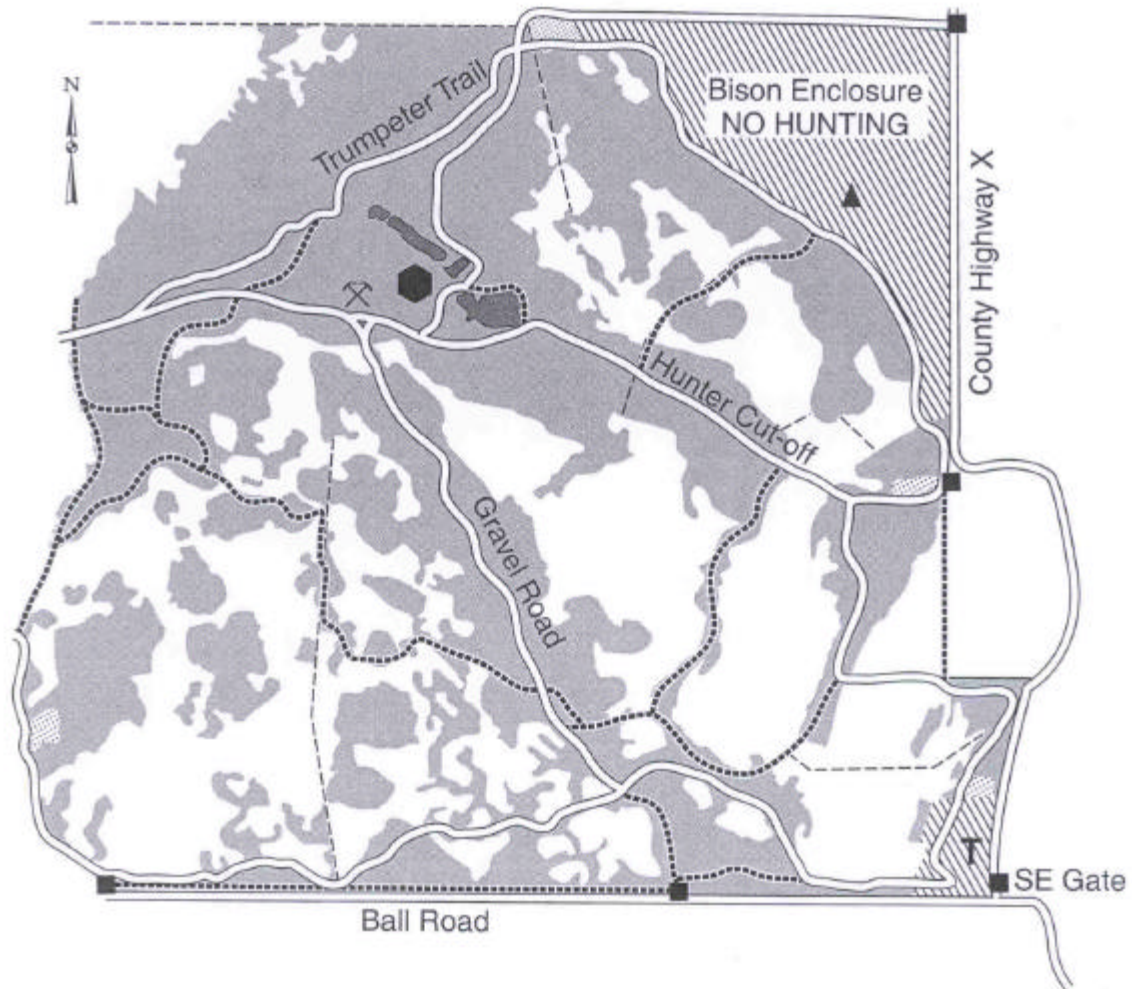 N
Trumpeter Trail
Bison Enclosure
NO HUNTING
County Highway X
Hunter Cut-off
Gravel Road
T
SE Gate
Ball Road